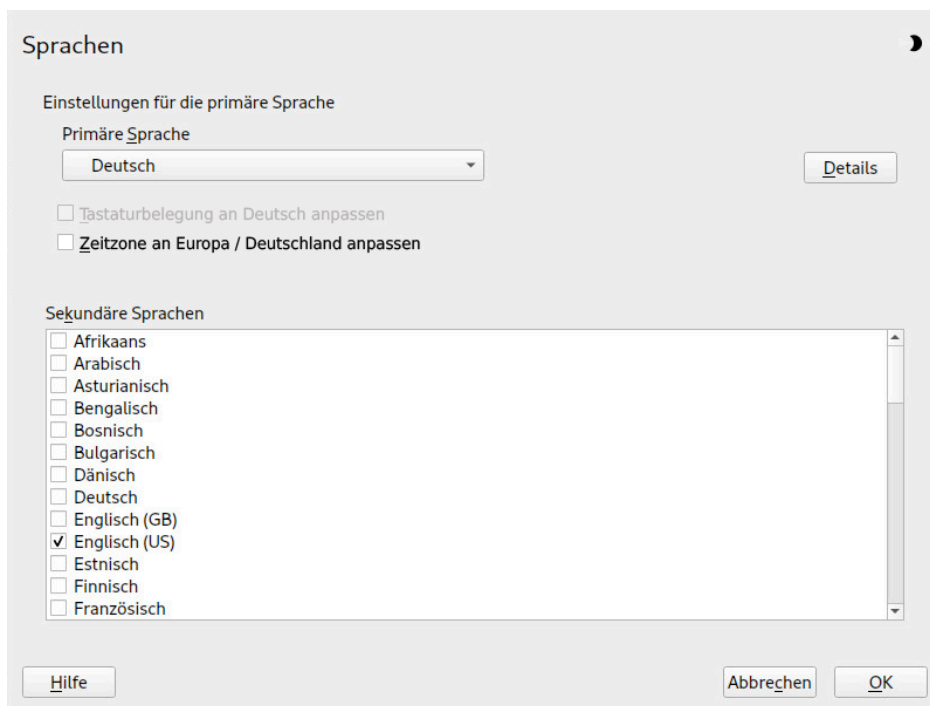 Sprachen
Einstellungen für die primäre Sprache
Primäre Sprache
Deutsch
Details
Tastaturbelegung an Deutsch anpassen
Zeitzone an Europa / Deutschland anpassen
Sekundäre Sprachen
Afrikaans
Arabisch
Asturianisch
Bengalisch
Bosnisch
Bulgarisch
Dänisch
Deutsch
Englisch (GB)
Englisch (US)
Estnisch
Finnisch
Französisch
Hilfe
Abbrechen
OK